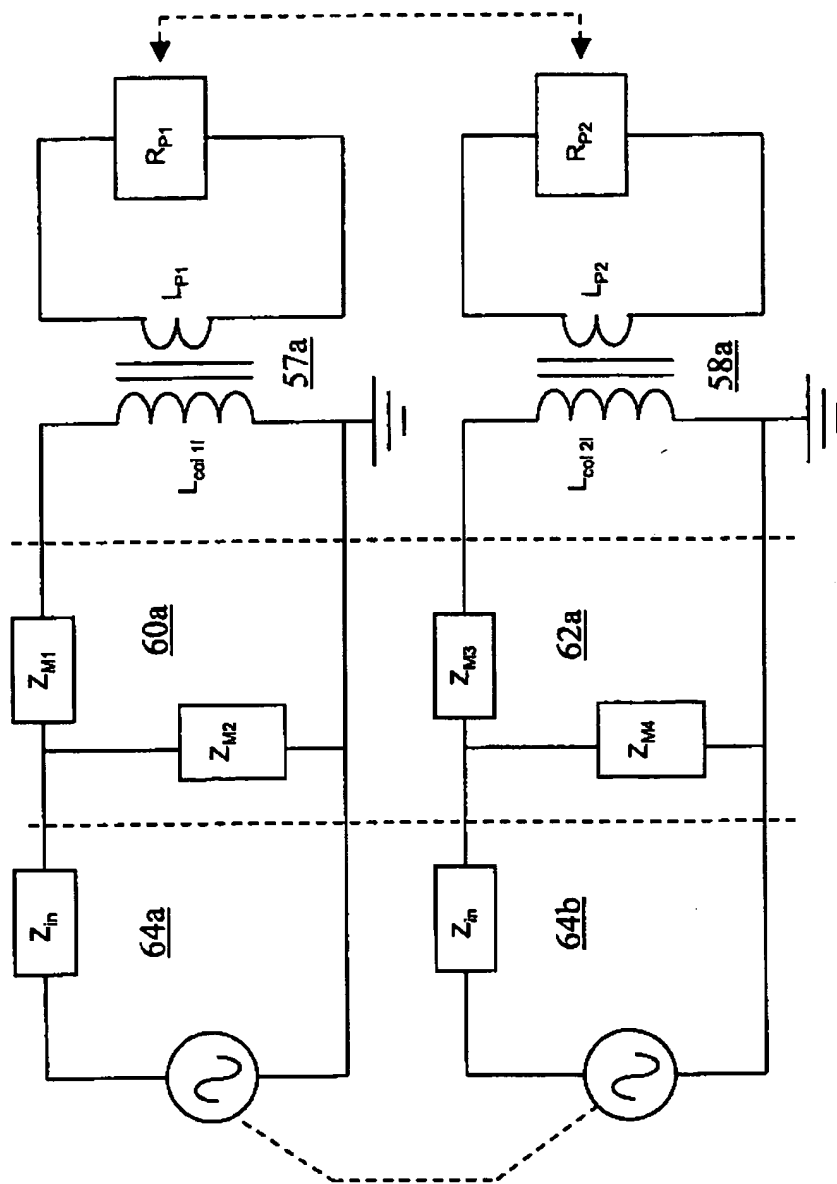 Z_in
64a
Z_M1
Z_M2
60a
L_coil 1l
57a
L_P1
R_P1
Z_in
64b
Z_M3
Z_M4
62a
L_coil 2l
58a
L_P2
R_P2